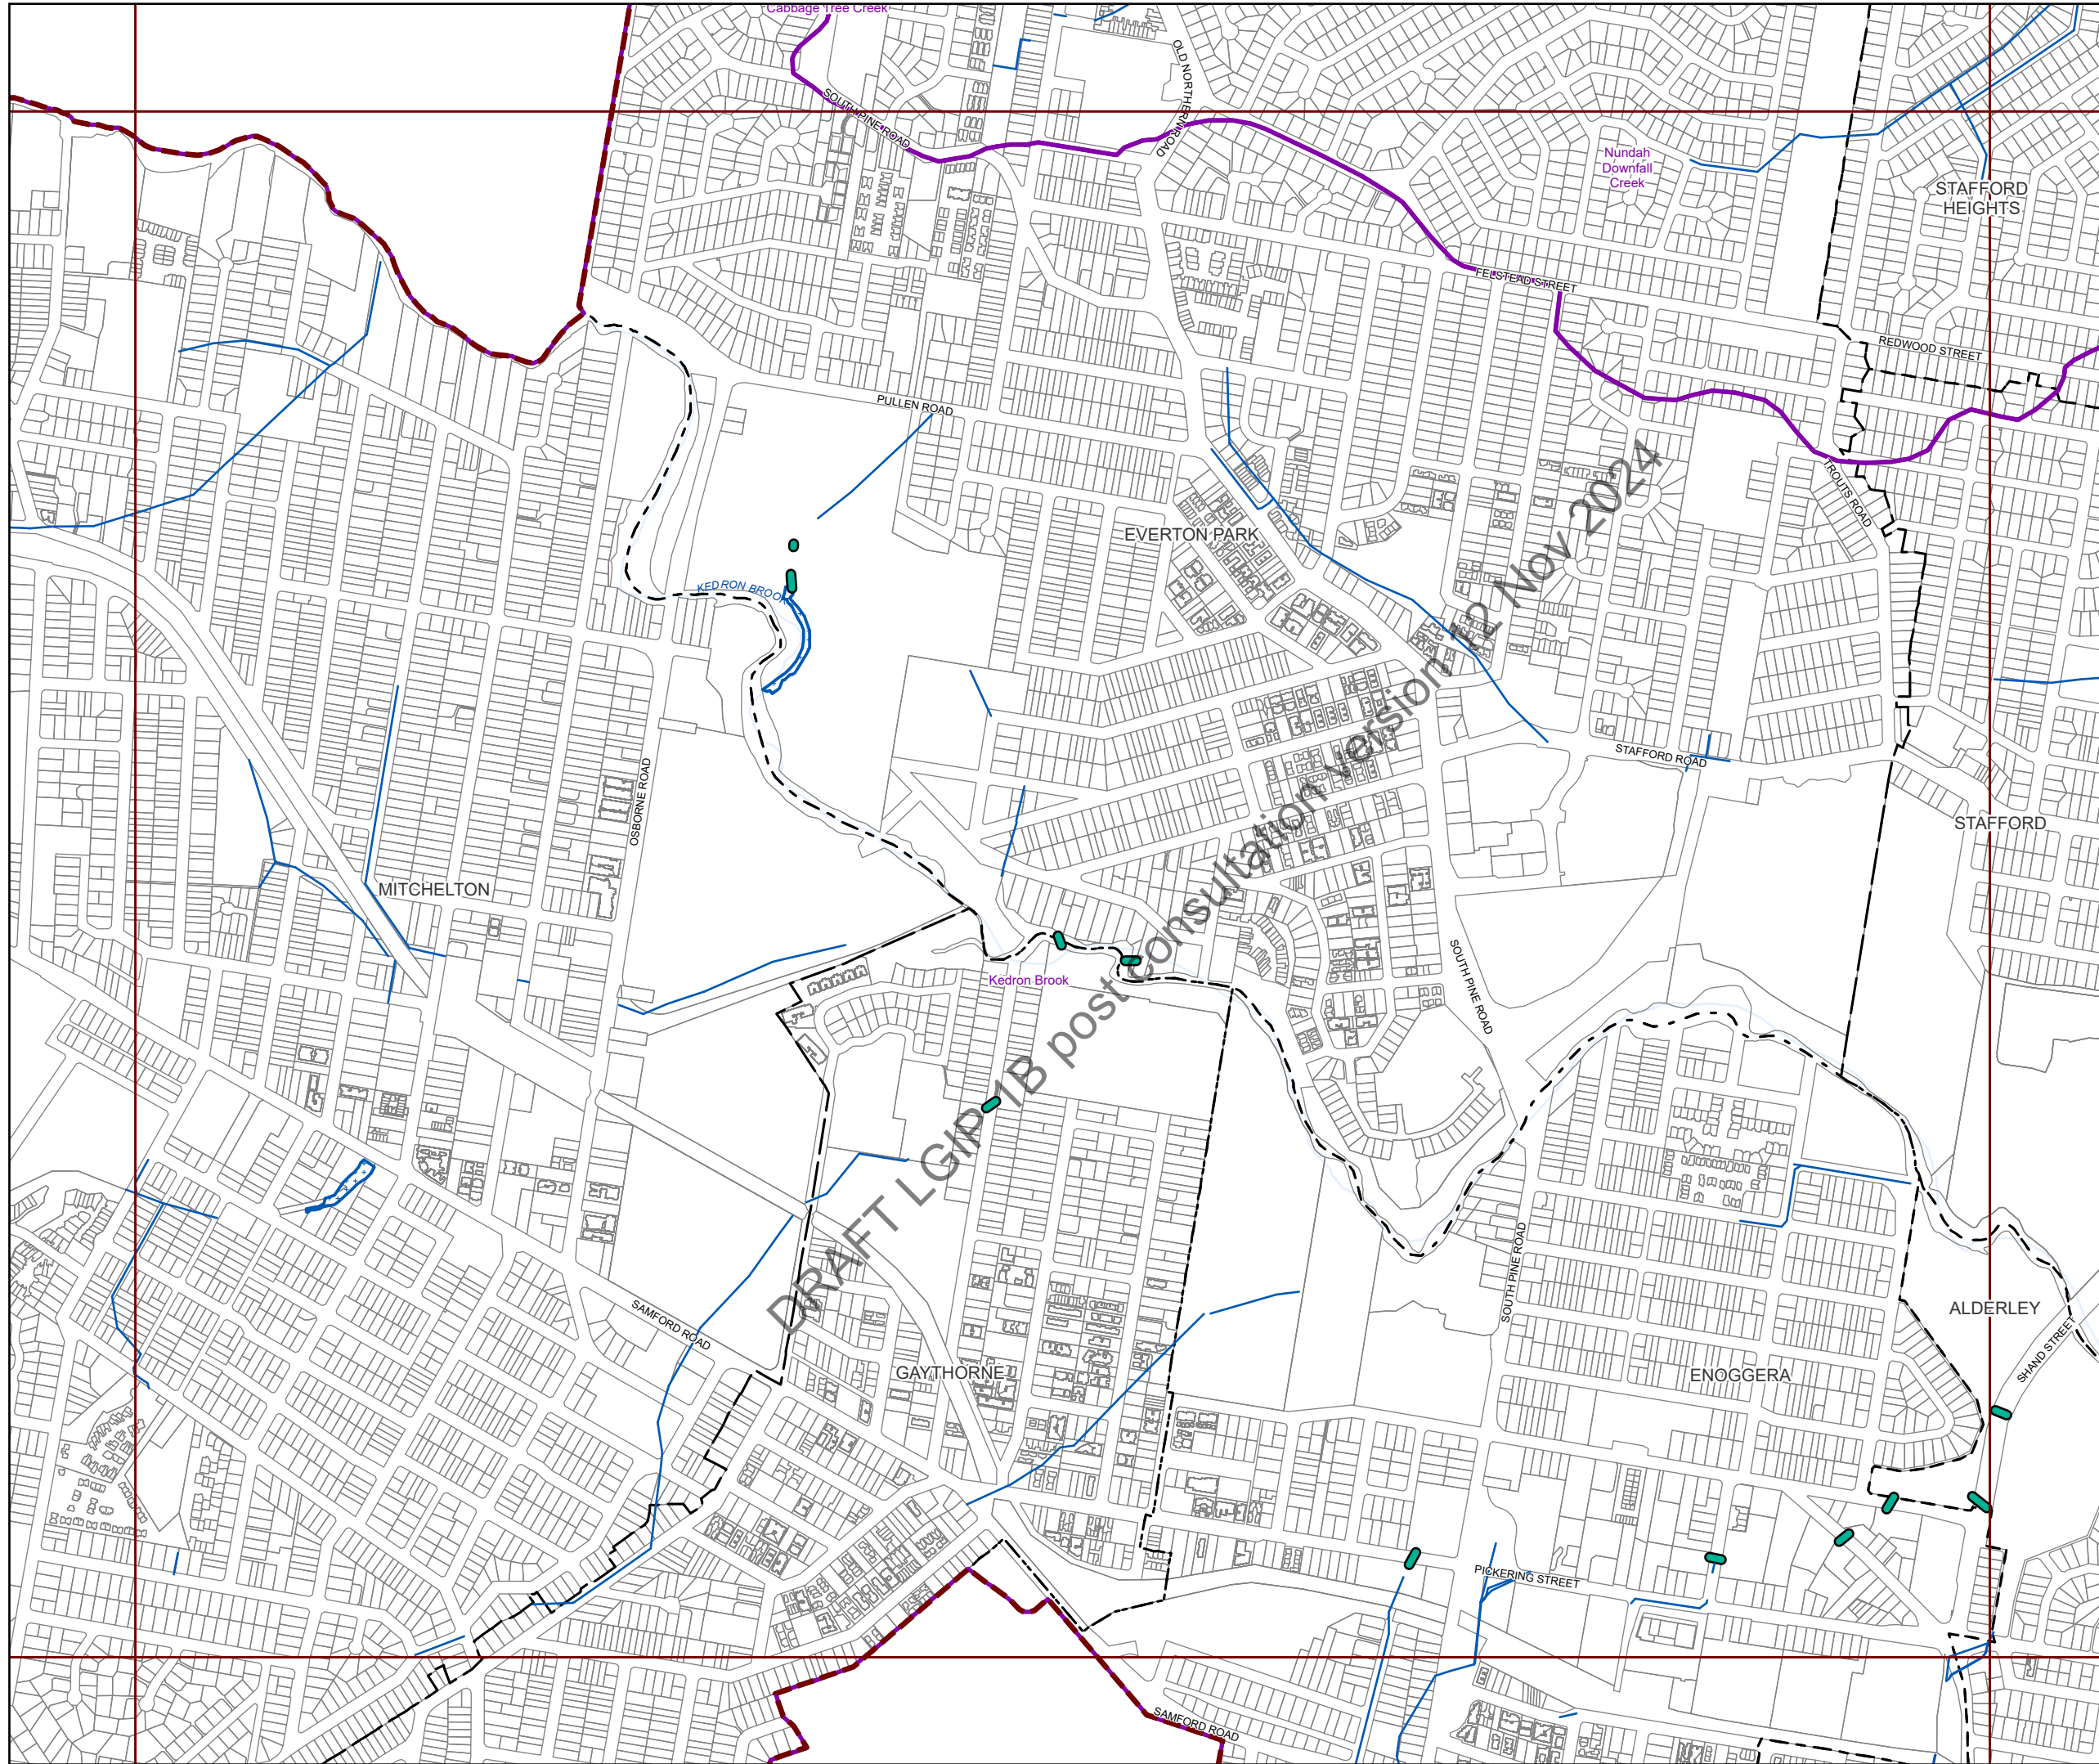 Cabbage Tree Creek
SOUTH PINE ROAD
OLD NORTHERN ROAD
Nundah
Downfall
Creek
STAFFORD
HEIGHTS
FELSTEAD STREET
REDWOOD STREET
PULLEN ROAD
TROUTS ROAD
EVERTON PARK
KEDRON BROOK
STAFFORD ROAD
OSBORNE ROAD
STAFFORD
MITCHELTON
SOUTH PINE ROAD
Kedron Brook
DRAFT LGIP 1B post consultation version 12 Nov 2024
SOUTH PINE ROAD
SAMFORD ROAD
ALDERLEY
SHAND STREET
GAYTHORNE
ENOGGERA
PICKERING STREET
SAMFORD ROAD